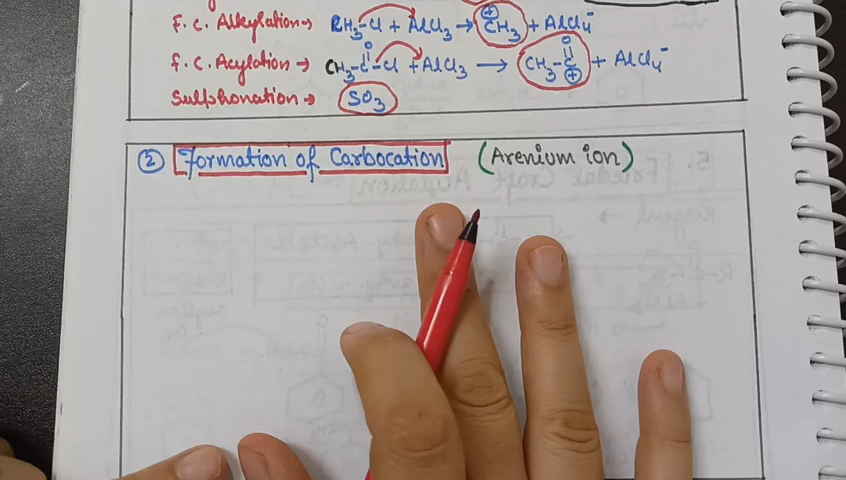 F.C. Alkylation→ CH3-Cl + AlCl3 → ⊕CH3 + AlCl4⁻
O
F.C. Acylation→ CH3-C-Cl + AlCl3 → CH3-C⊕ + AlCl4⁻
Sulphonation→ SO3
② Formation of Carbocation (Arenium ion)